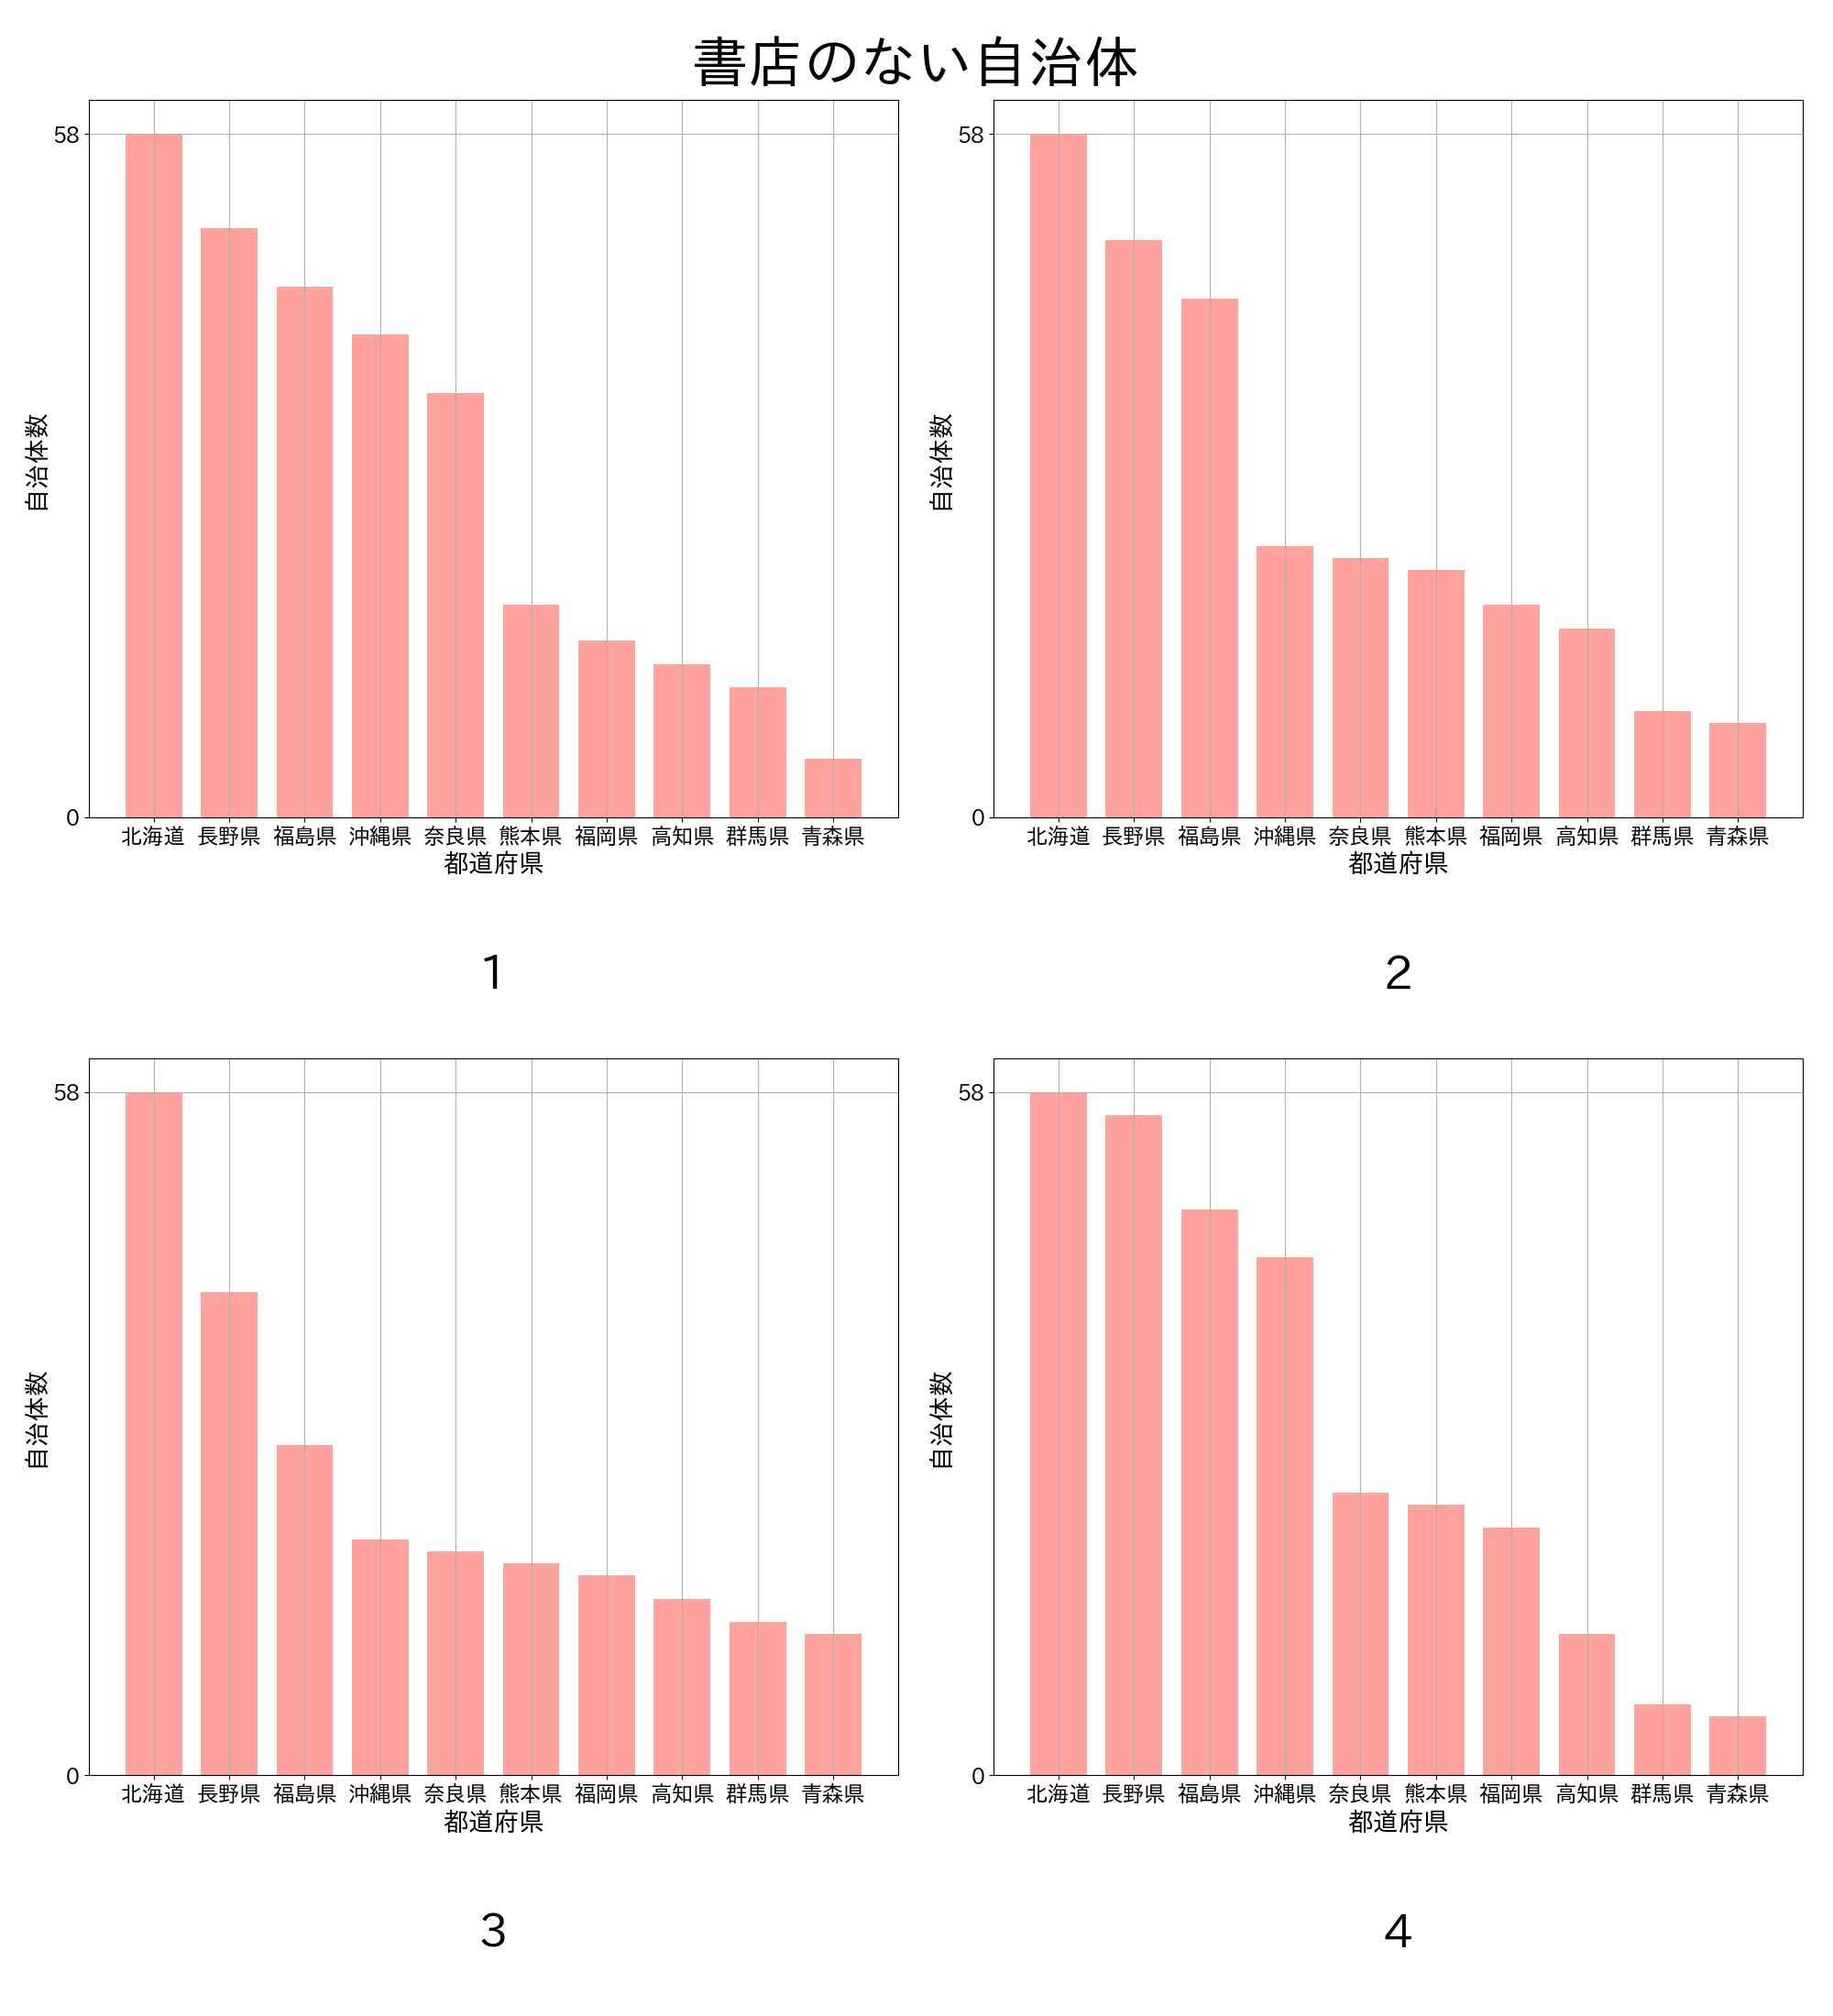 書店のない自治体
58
自治体数
0
北海道 長野県 福島県 沖縄県 奈良県 熊本県 福岡県 高知県 群馬県 青森県
都道府県
1
58
自治体数
0
北海道 長野県 福島県 沖縄県 奈良県 熊本県 福岡県 高知県 群馬県 青森県
都道府県
2
58
自治体数
0
北海道 長野県 福島県 沖縄県 奈良県 熊本県 福岡県 高知県 群馬県 青森県
都道府県
3
58
自治体数
0
北海道 長野県 福島県 沖縄県 奈良県 熊本県 福岡県 高知県 群馬県 青森県
都道府県
4